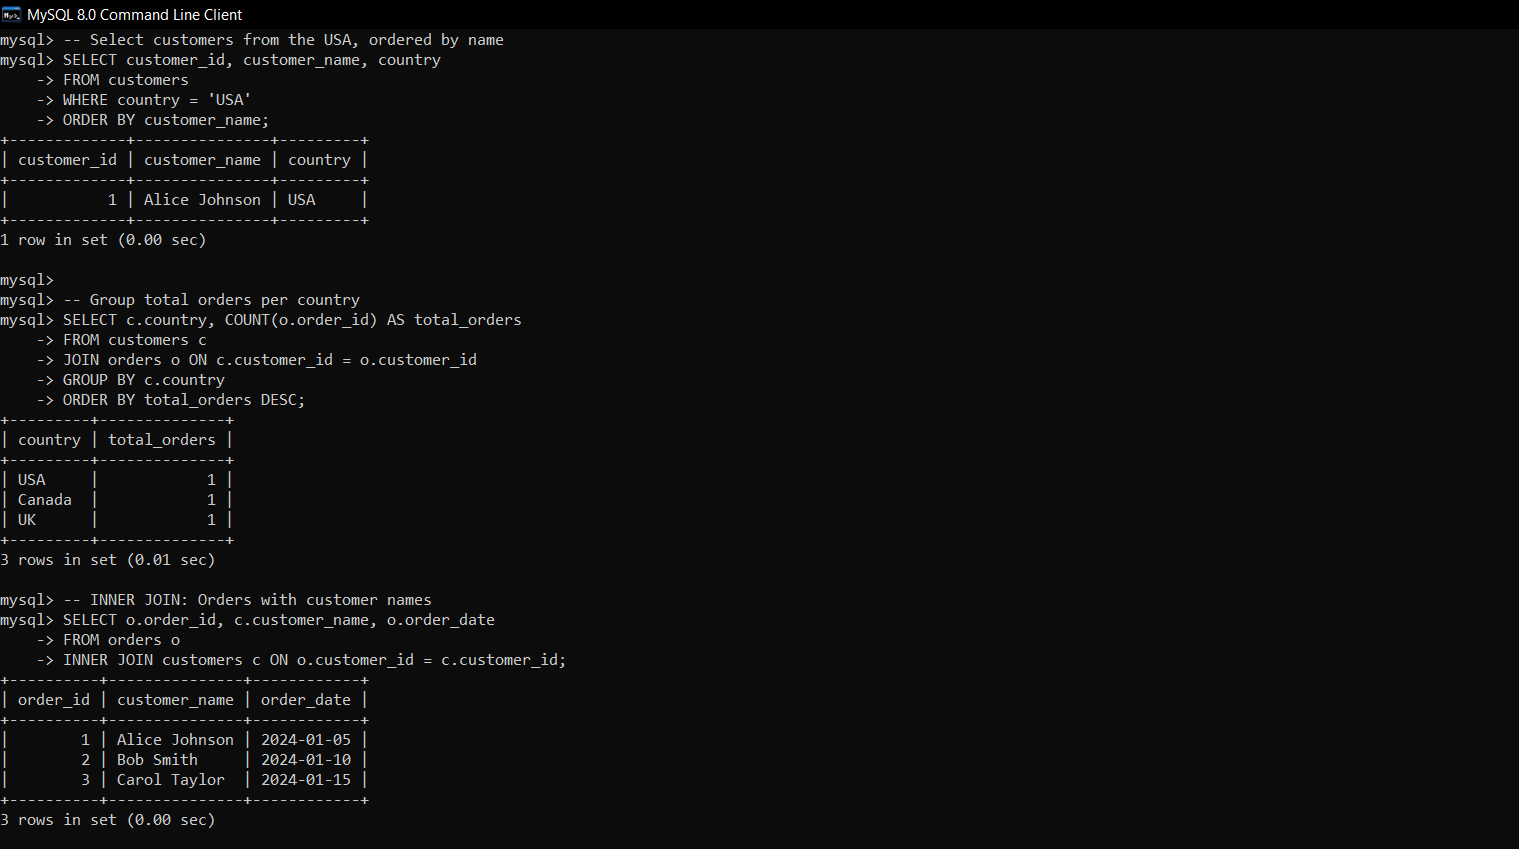 MySQL 8.0 Command Line Client
mysql> -- Select customers from the USA, ordered by name
mysql> SELECT customer_id, customer_name, country
    -> FROM customers
    -> WHERE country = 'USA'
    -> ORDER BY customer_name;
+-------------+---------------+---------+
| customer_id | customer_name | country |
+-------------+---------------+---------+
|           1 | Alice Johnson | USA     |
+-------------+---------------+---------+
1 row in set (0.00 sec)

mysql>
mysql> -- Group total orders per country
mysql> SELECT c.country, COUNT(o.order_id) AS total_orders
    -> FROM customers c
    -> JOIN orders o ON c.customer_id = o.customer_id
    -> GROUP BY c.country
    -> ORDER BY total_orders DESC;
+---------+--------------+
| country | total_orders |
+---------+--------------+
| USA     |            1 |
| Canada  |            1 |
| UK      |            1 |
+---------+--------------+
3 rows in set (0.01 sec)

mysql> -- INNER JOIN: Orders with customer names
mysql> SELECT o.order_id, c.customer_name, o.order_date
    -> FROM orders o
    -> INNER JOIN customers c ON o.customer_id = c.customer_id;
+----------+---------------+------------+
| order_id | customer_name | order_date |
+----------+---------------+------------+
|        1 | Alice Johnson | 2024-01-05 |
|        2 | Bob Smith     | 2024-01-10 |
|        3 | Carol Taylor  | 2024-01-15 |
+----------+---------------+------------+
3 rows in set (0.00 sec)